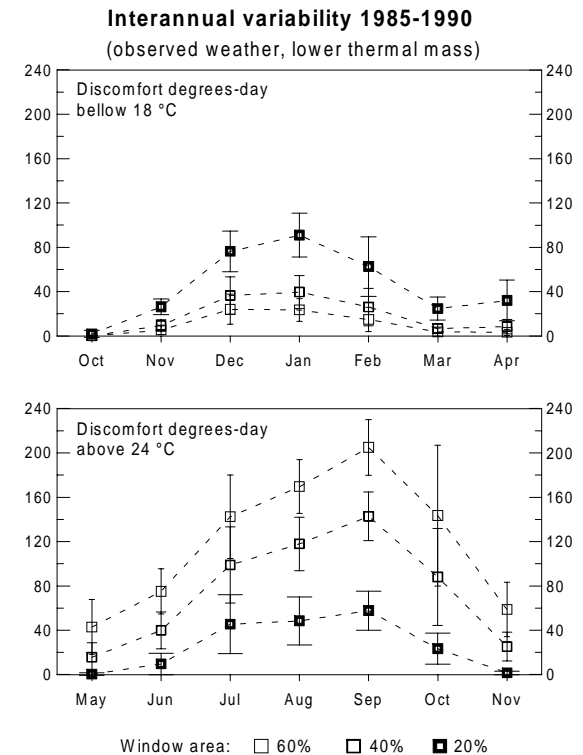 Interannual variability 1985-1990
(observed weather, lower thermal mass)
240 240
Discomfort degrees-day
bellow 18 °C
200 200
160 160
120 120
80 80
40 40
0 0
Oct Nov Dec Jan Feb Mar Apr
240 240
Discomfort degrees-day
above 24 °C
200 200
160 160
120 120
80 80
40 40
0 0
May Jun Jul Aug Sep Oct Nov
Window area: 60% 40% 20%